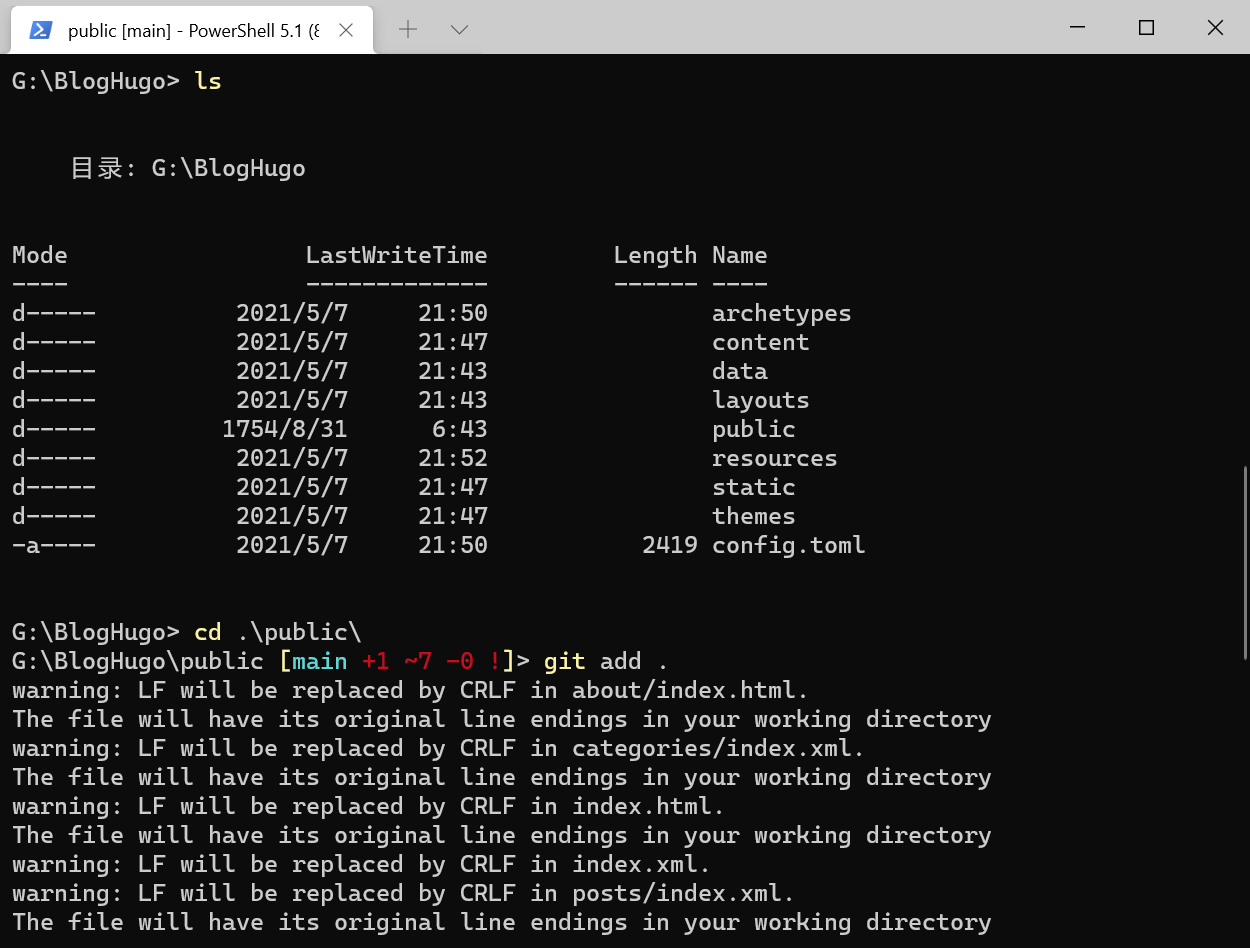 public [main] - PowerShell 5.1 (8
G:\BlogHugo> ls
目录: G:\BlogHugo
Mode                 LastWriteTime         Length Name
----                 -------------         ------ ----
d-----          2021/5/7     21:50                archetypes
d-----          2021/5/7     21:47                content
d-----          2021/5/7     21:43                data
d-----          2021/5/7     21:43                layouts
d-----         1754/8/31      6:43                public
d-----          2021/5/7     21:52                resources
d-----          2021/5/7     21:47                static
d-----          2021/5/7     21:47                themes
-a----          2021/5/7     21:50           2419 config.toml
G:\BlogHugo> cd .\public\
G:\BlogHugo\public [main +1 ~7 -0 !]> git add .
warning: LF will be replaced by CRLF in about/index.html.
The file will have its original line endings in your working directory
warning: LF will be replaced by CRLF in categories/index.xml.
The file will have its original line endings in your working directory
warning: LF will be replaced by CRLF in index.html.
The file will have its original line endings in your working directory
warning: LF will be replaced by CRLF in index.xml.
warning: LF will be replaced by CRLF in posts/index.xml.
The file will have its original line endings in your working directory